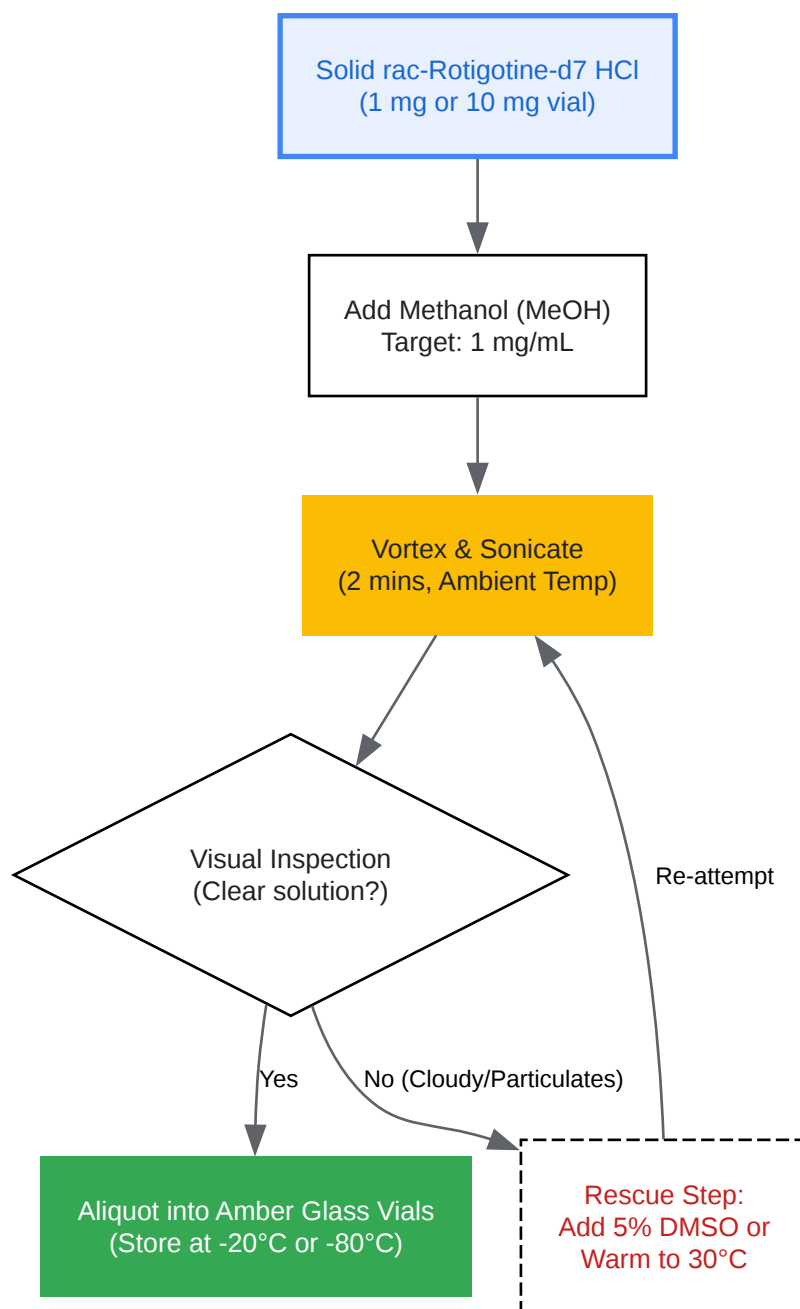 Solid rac-Rotigotine-d7 HCl
(1 mg or 10 mg vial)
Add Methanol (MeOH)
Target: 1 mg/mL
Vortex & Sonicate
(2 mins, Ambient Temp)
Visual Inspection
(Clear solution?)
Re-attempt
Yes
No (Cloudy/Particulates)
Aliquot into Amber Glass Vials
(Store at -20°C or -80°C)
Rescue Step:
Add 5% DMSO or
Warm to 30°C